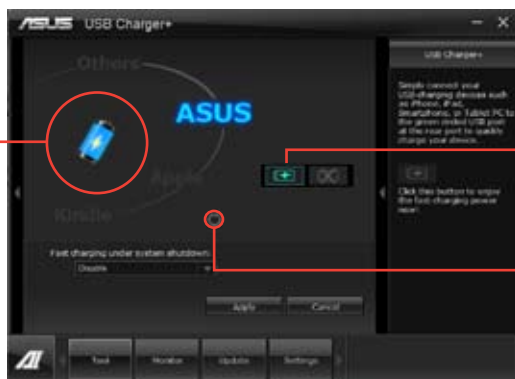 ASUS USB Charger+
USB Charger+
Others
ASUS
Apple
Kindle
Simply connect your
USB-charging devices such
as iPhone, iPad,
Smartphone, or Tablet PC to
the green ended USB port
at the rear port to quickly
charge your device.
Click this button to enjoy
the fast-charging power
now!
Fast charging under system shutdown:
Disable
Apply Cancel
Tool Monitor Update Settings